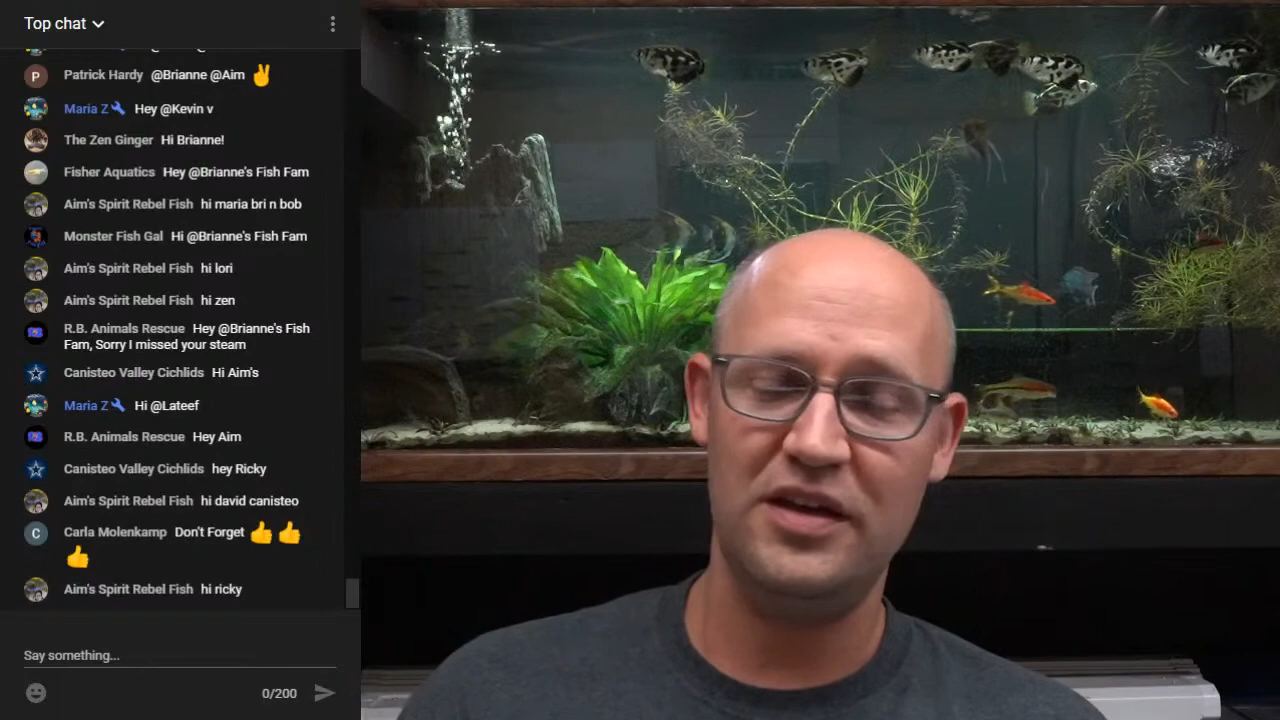 Top chat
Patrick Hardy @Brianne @Aim ✌
P
Maria Z Hey @Kevin v
The Zen Ginger Hi Brianne!
Fisher Aquatics Hey @Brianne's Fish Fam
Aim's Spirit Rebel Fish hi maria bri n bob
Monster Fish Gal Hi @Brianne's Fish Fam
Aim's Spirit Rebel Fish hi lori
Aim's Spirit Rebel Fish hi zen
R.B. Animals Rescue Hey @Brianne's Fish
Fam, Sorry I missed your steam
Canisteo Valley Cichlids Hi Aim's
Maria Z Hi @Lateef
R.B. Animals Rescue Hey Aim
Canisteo Valley Cichlids hey Ricky
Aim's Spirit Rebel Fish hi david canisteo
C
Carla Molenkamp Don't Forget 👍 👍
👍
Aim's Spirit Rebel Fish hi ricky
Say something...
0/200